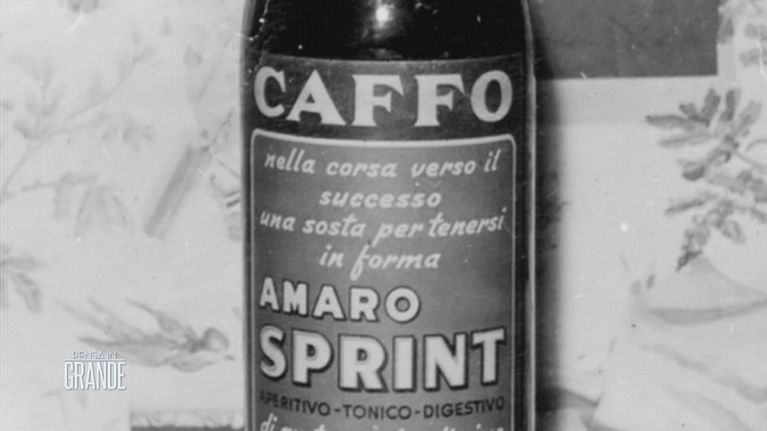 CAFFO
nella corsa verso il
successo
una sosta per tenersi
in forma
AMARO
SPRINT
APERITIVO-TONICO-DIGESTIVO
PENSA IN
GRANDE